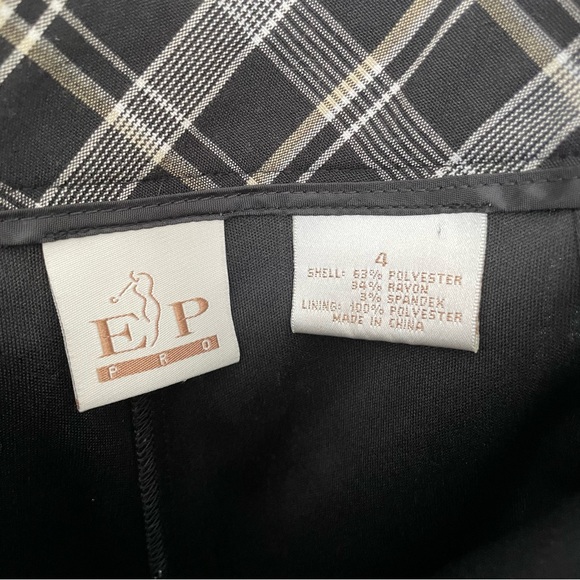 EP
PRO
4
SHELL: 63% POLYESTER
34% RAYON
3% SPANDEX
LINING: 100% POLYESTER
MADE IN CHINA